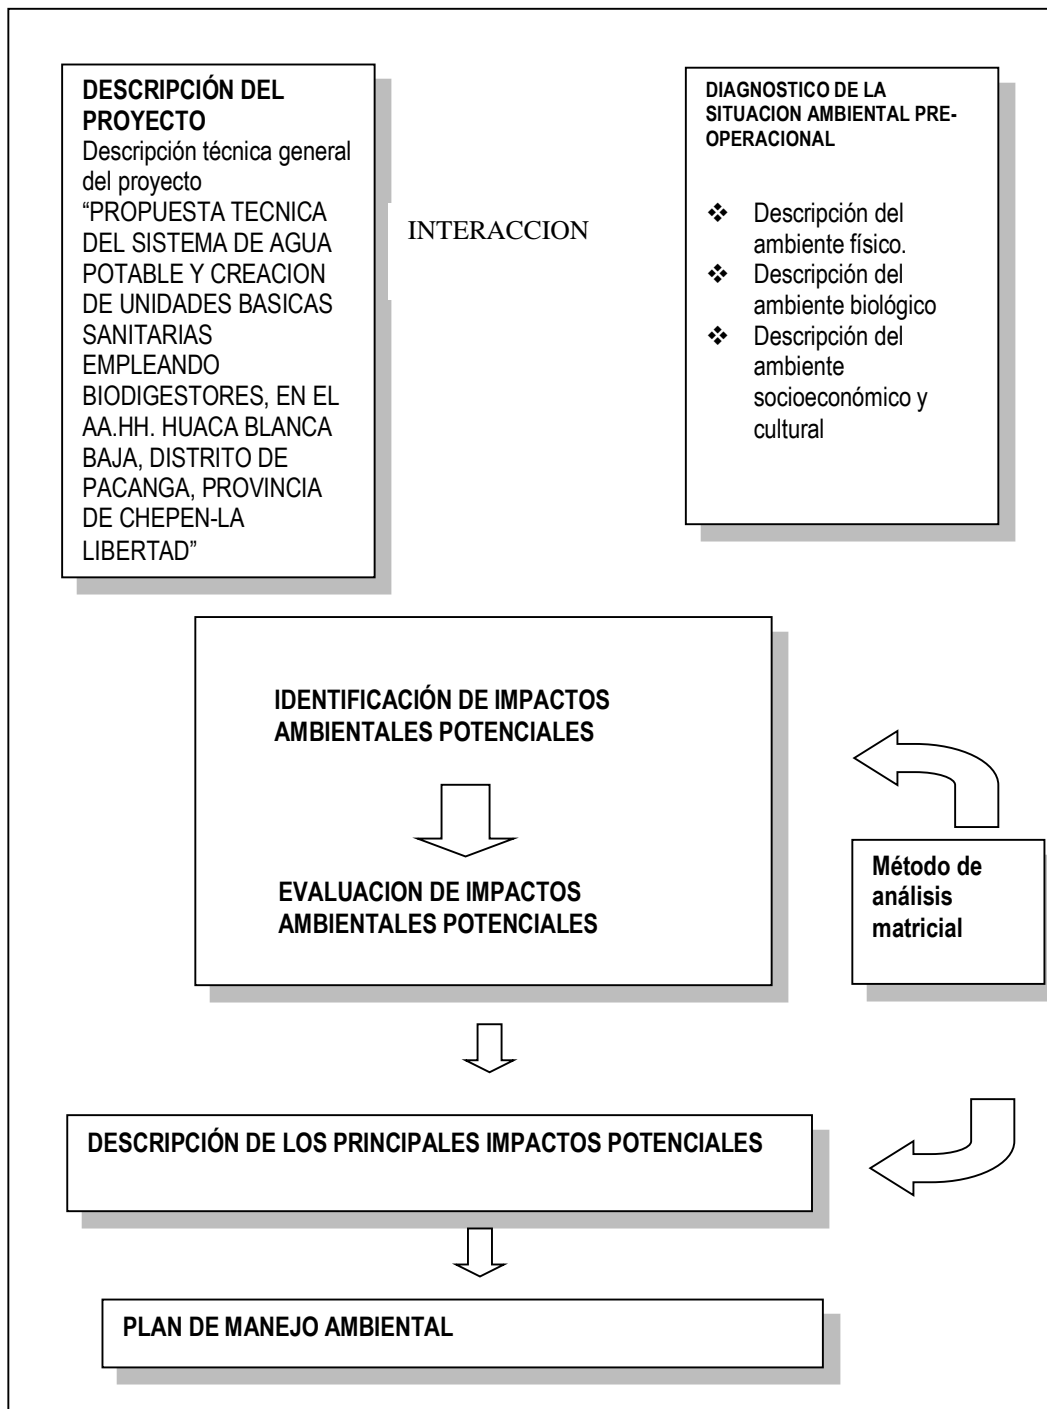 DESCRIPCIÓN DEL
PROYECTO
Descripción técnica general
del proyecto
“PROPUESTA TECNICA
DEL SISTEMA DE AGUA
POTABLE Y CREACION
DE UNIDADES BASICAS
SANITARIAS
EMPLEANDO
BIODIGESTORES, EN EL
AA.HH. HUACA BLANCA
BAJA, DISTRITO DE
PACANGA, PROVINCIA
DE CHEPEN-LA
LIBERTAD”
INTERACCION
DIAGNOSTICO DE LA
SITUACION AMBIENTAL PRE-
OPERACIONAL
❖ Descripción del
ambiente físico.
❖ Descripción del
ambiente biológico
❖ Descripción del
ambiente
socioeconómico y
cultural
IDENTIFICACIÓN DE IMPACTOS
AMBIENTALES POTENCIALES
EVALUACION DE IMPACTOS
AMBIENTALES POTENCIALES
Método de
análisis
matricial
DESCRIPCIÓN DE LOS PRINCIPALES IMPACTOS POTENCIALES
PLAN DE MANEJO AMBIENTAL